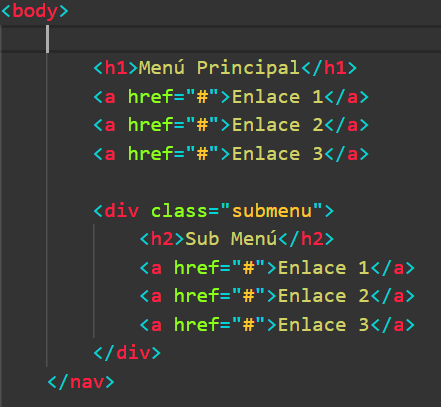 <body>
<h1>Menú Principal</h1>
<a href="#">Enlace 1</a>
<a href="#">Enlace 2</a>
<a href="#">Enlace 3</a>
<div class="submenu">
<h2>Sub Menú</h2>
<a href="#">Enlace 1</a>
<a href="#">Enlace 2</a>
<a href="#">Enlace 3</a>
</div>
</nav>